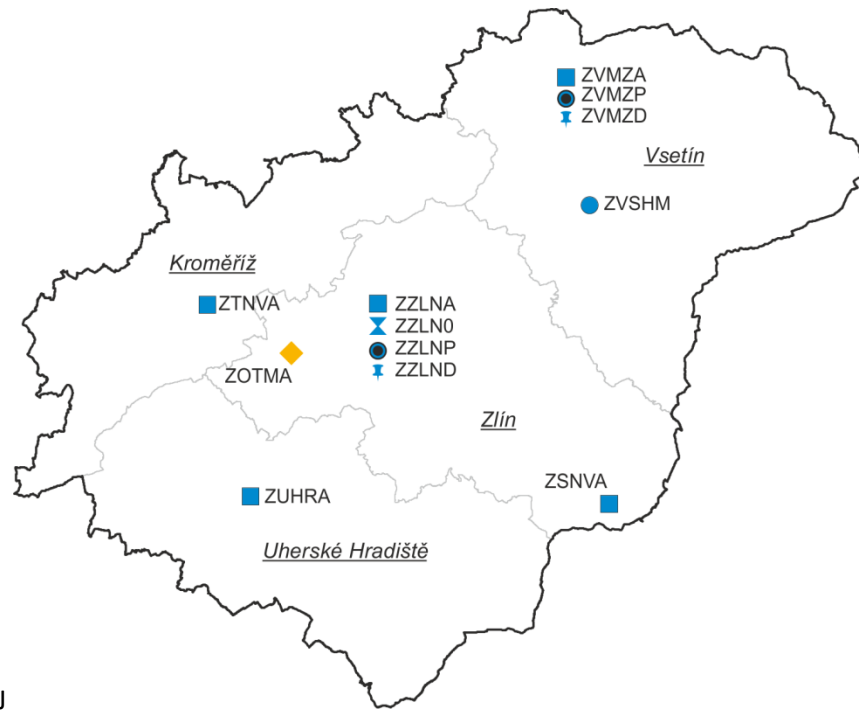 ZVMZA
ZVMZP
ZVMZD
Vsetín
ZVSHM
Kroměříž
ZTNVA
ZZLNA
ZZLN0
ZZLNP
ZZLND
ZOTMA
Zlín
ZSNVA
ZUHRA
Uherské Hradiště
J